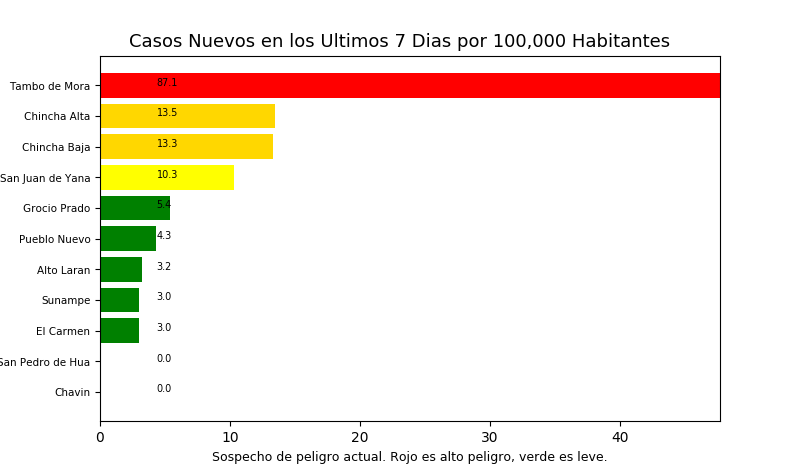 Casos Nuevos en los Ultimos 7 Dias por 100,000 Habitantes
Tambo de Mora 87.1
Chincha Alta 13.5
Chincha Baja 13.3
San Juan de Yana 10.3
Grocio Prado 5.4
Pueblo Nuevo 4.3
Alto Laran 3.2
Sunampe 3.0
El Carmen 3.0
San Pedro de Hua 0.0
Chavin 0.0
0 10 20 30 40
Sospecho de peligro actual. Rojo es alto peligro, verde es leve.